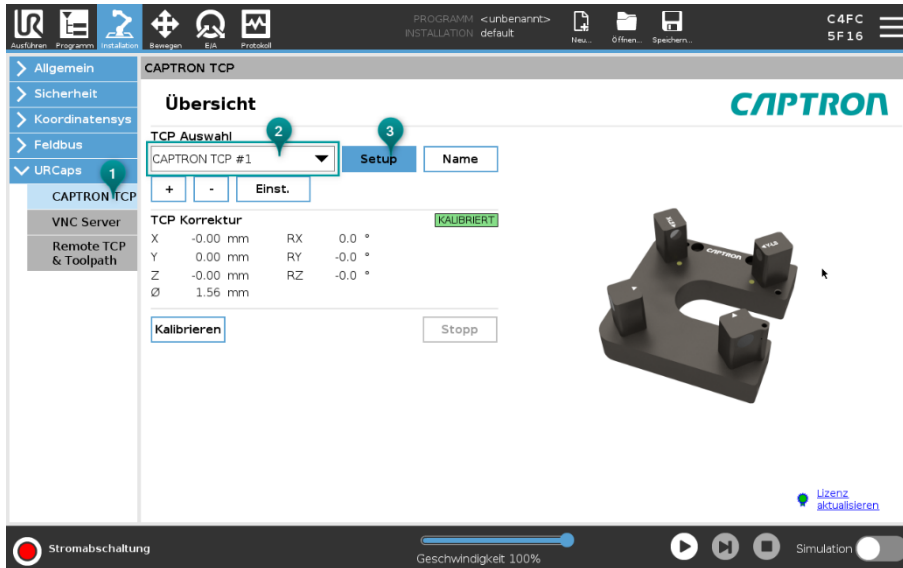 PROGRAMM <unbenannt>
INSTALLATION default
C4FC
5F16
Ausführen Programm Installation Bewegen E/A Protokoll Neu... Öffnen... Speichern...
Allgemein
Sicherheit
Koordinatensys
Feldbus
URCaps
1
CAPTRON TCP
VNC Server
Remote TCP
& Toolpath
CAPTRON TCP
Übersicht
CAPTRON
TCP Auswahl
2
3
CAPTRON TCP #1
Setup
Name
+ - Einst.
TCP Korrektur KALIBRIERT
X -0.00 mm RX 0.0 °
Y 0.00 mm RY -0.0 °
Z -0.00 mm RZ -0.0 °
Ø 1.56 mm
Kalibrieren Stopp
CAPTRON
Lizenz
aktualisieren
Stromabschaltung
Geschwindigkeit 100%
Simulation